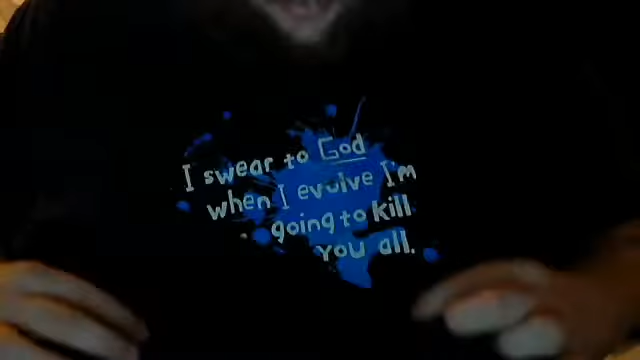 I swear to God
when I evolve I'm
going to kill
you all.